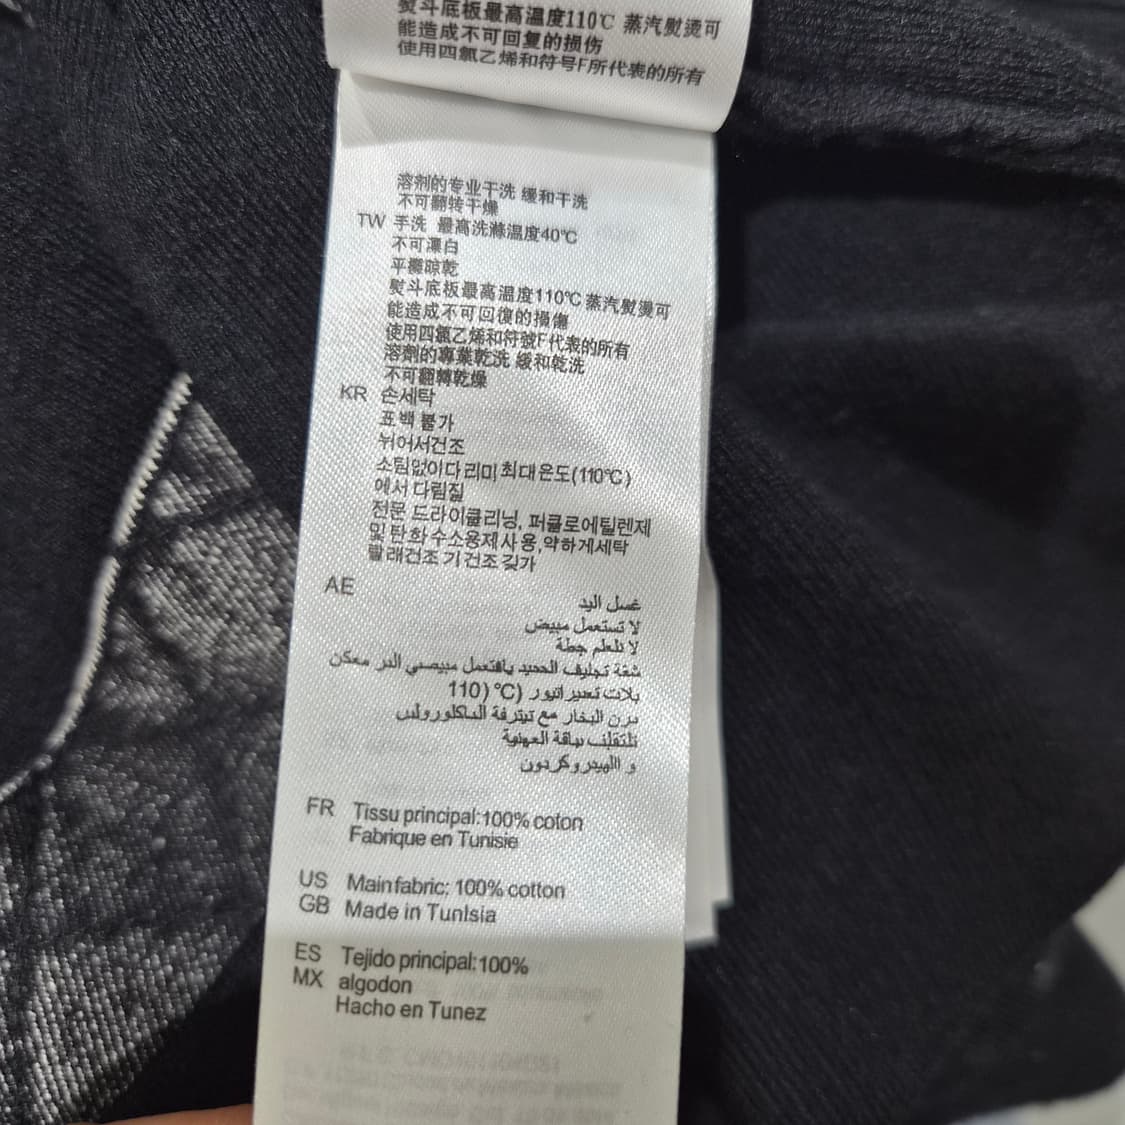 熨斗底板最高温度110℃ 蒸汽熨烫可
能造成不可回复的损伤
使用四氯乙烯和符号F所代表的所有
溶剂的专业干洗 缓和干洗
不可翻转干燥
TW 手洗 最高洗滌温度40℃
不可漂白
平攤晾乾
熨斗底板最高温度110℃ 蒸汽熨燙可
能造成不可回復的損傷
使用四氯乙烯和符號F代表的所有
溶劑的專業乾洗 緩和乾洗
不可翻轉乾燥
KR 손세탁
표백 불가
뉘어서건조
소팀없이다리미 최대온도(110℃)
에서 다림질
전문 드라이클리닝, 퍼클로에틸렌제
및 탄화 수소용제사용,약하게세탁
랄래건조 기건조 깆가
AE
غسل اليد
لا تستعمل مبيض
و الهيدروكردون
FR Tissu principal:100% coton
Fabrique en Tunisie
US Mainfabric: 100% cotton
GB Made in TunIsia
ES Tejido principal:100%
MX algodon
Hacho en Tunez